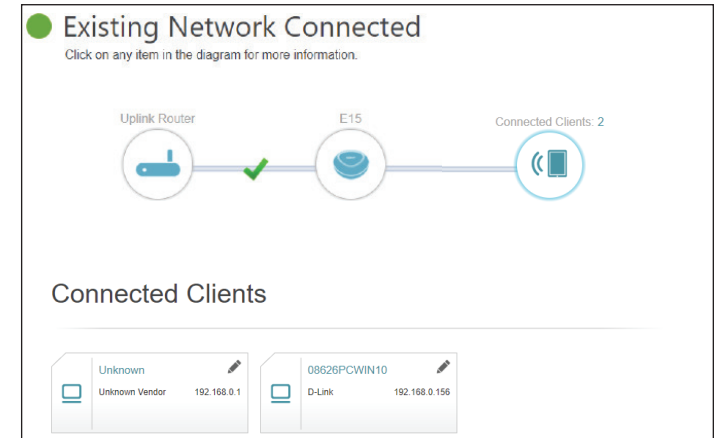 Existing Network Connected
Click on any item in the diagram for more information.
Uplink Router
E15
Connected Clients: 2
Connected Clients
Unknown
Unknown Vendor 192.168.0.1
08626PCWIN10
D-Link 192.168.0.156